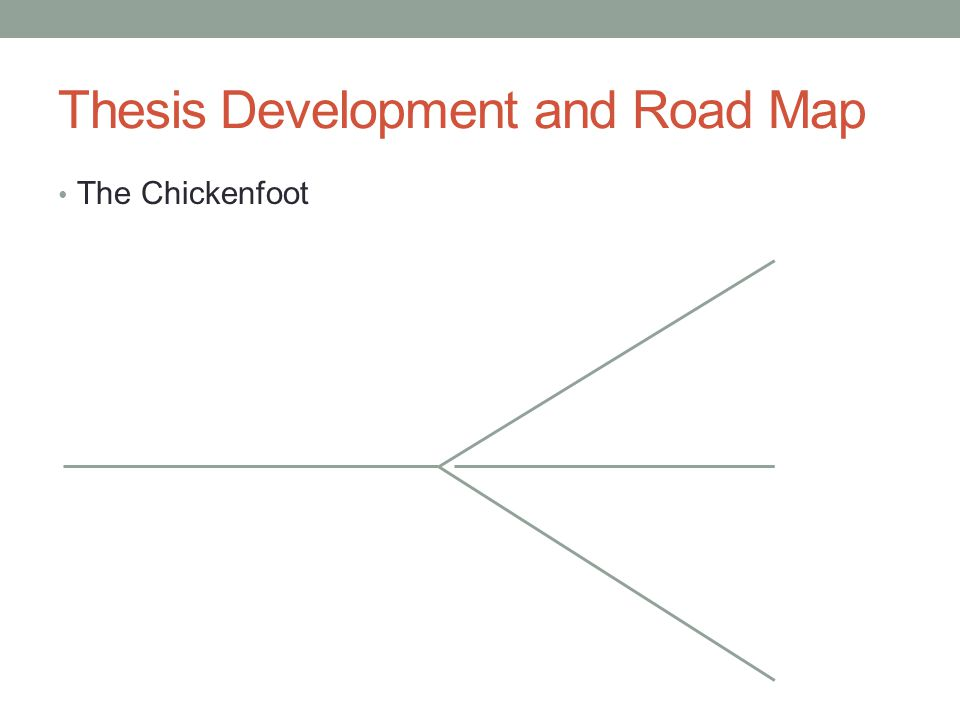 Thesis Development and Road Map
• The Chickenfoot